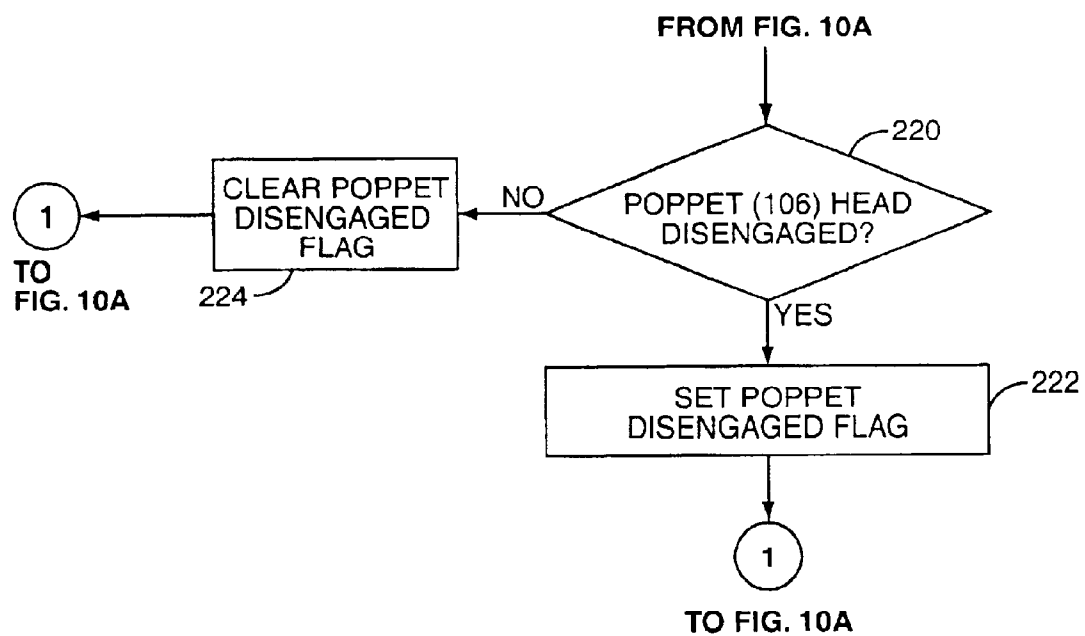 FROM FIG. 10A
220
POPPET (106) HEAD
DISENGAGED?
NO
CLEAR POPPET
DISENGAGED
FLAG
224
1
TO
FIG. 10A
YES
SET POPPET
DISENGAGED FLAG
222
1
TO FIG. 10A